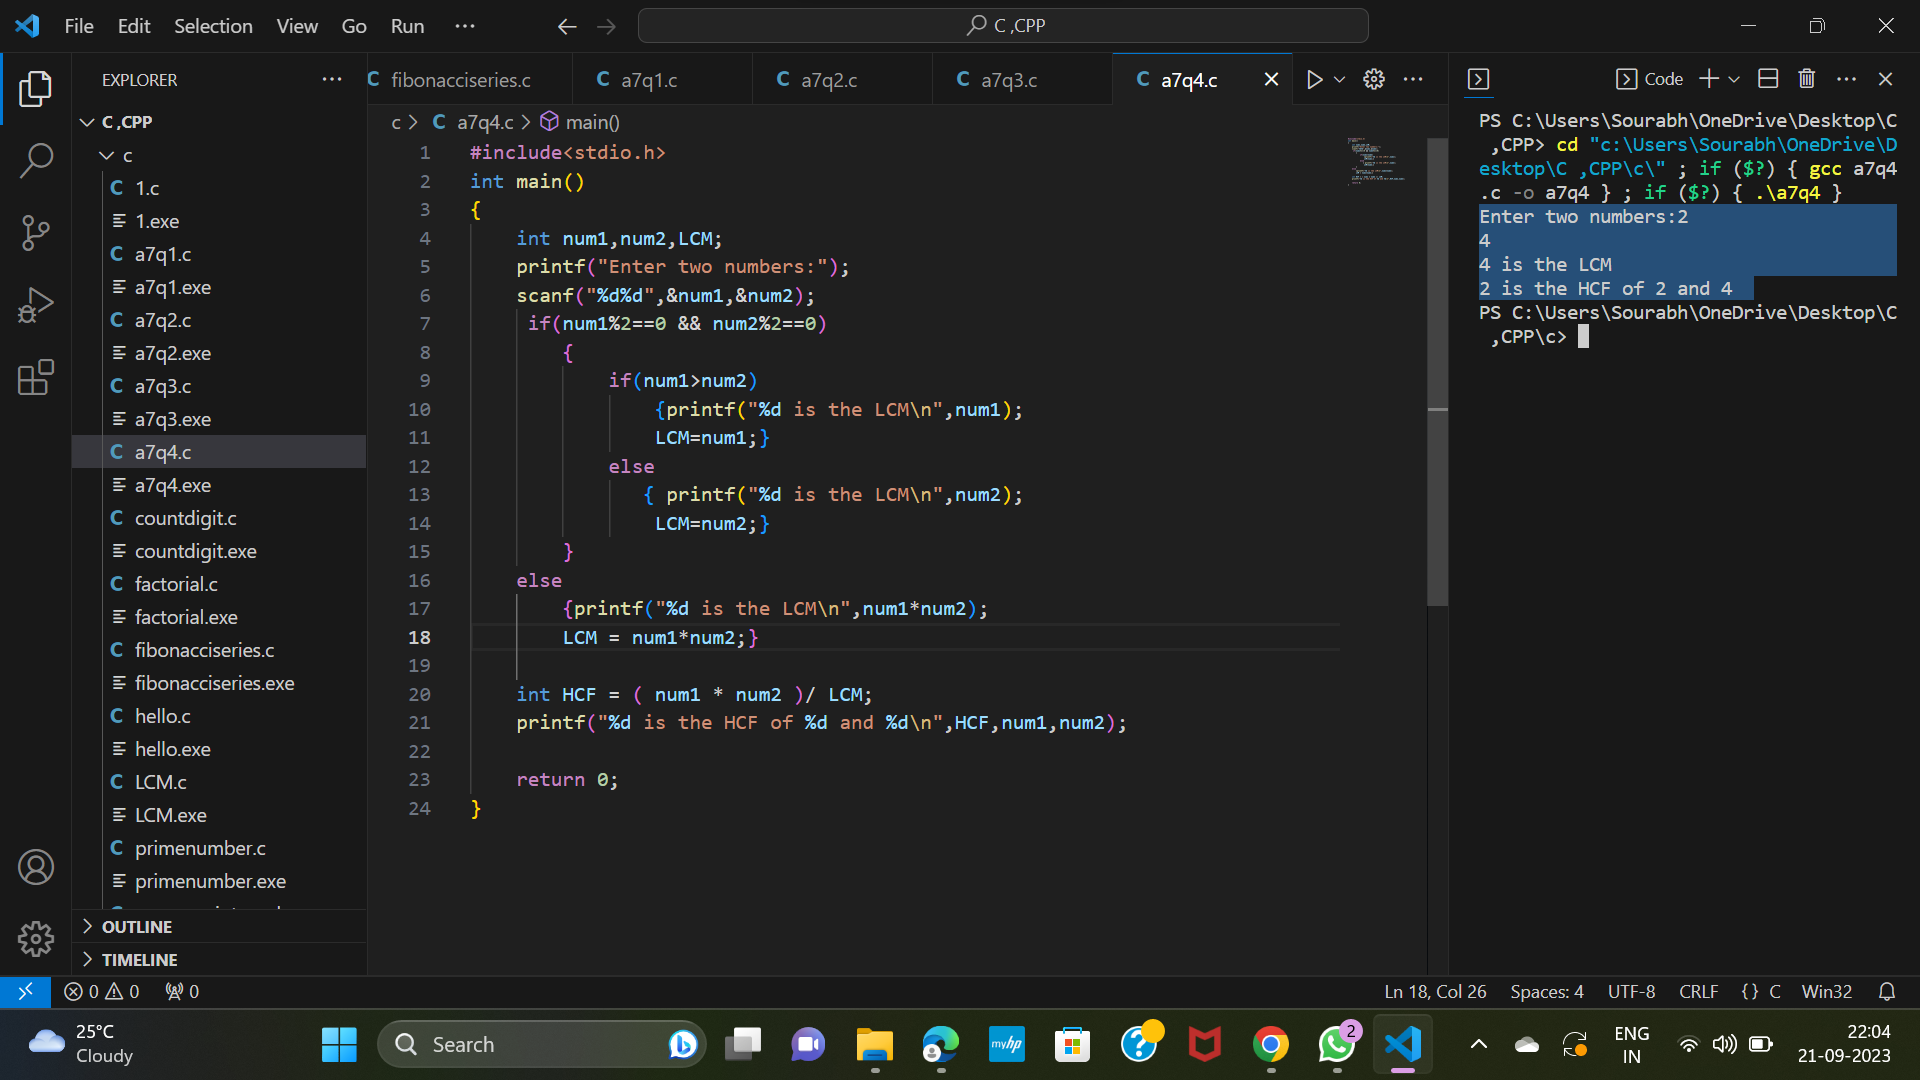 File Edit Selection View Go Run ··· C ,CPP
EXPLORER ···
C ,CPP
c
C 1.c
1.exe
C a7q1.c
a7q1.exe
C a7q2.c
a7q2.exe
C a7q3.c
a7q3.exe
C a7q4.c
a7q4.exe
C countdigit.c
countdigit.exe
C factorial.c
factorial.exe
C fibonacciseries.c
fibonacciseries.exe
C hello.c
hello.exe
C LCM.c
LCM.exe
C primenumber.c
primenumber.exe
OUTLINE
TIMELINE
C fibonacciseries.c C a7q1.c C a7q2.c C a7q3.c C a7q4.c
c > C a7q4.c > main()
1 #include<stdio.h>
2 int main()
3 {
4 int num1,num2,LCM;
5 printf("Enter two numbers:");
6 scanf("%d%d",&num1,&num2);
7 if(num1%2==0 && num2%2==0)
8 {
9 if(num1>num2)
10 {printf("%d is the LCM\n",num1);
11 LCM=num1;}
12 else
13 { printf("%d is the LCM\n",num2);
14 LCM=num2;}
15 }
16 else
17 {printf("%d is the LCM\n",num1*num2);
18 LCM = num1*num2;}
19
20 int HCF = ( num1 * num2 )/ LCM;
21 printf("%d is the HCF of %d and %d\n",HCF,num1,num2);
22
23 return 0;
24 }
Code
PS C:\Users\Sourabh\OneDrive\Desktop\C
,CPP> cd "c:\Users\Sourabh\OneDrive\D
esktop\C ,CPP\c\" ; if ($?) { gcc a7q4
.c -o a7q4 } ; if ($?) { .\a7q4 }
Enter two numbers:2
4
4 is the LCM
2 is the HCF of 2 and 4
PS C:\Users\Sourabh\OneDrive\Desktop\C
,CPP\c>
0 0 0 Ln 18, Col 26 Spaces: 4 UTF-8 CRLF {} C Win32
25°C
Cloudy
Search
myhp
2
ENG
IN
22:04
21-09-2023